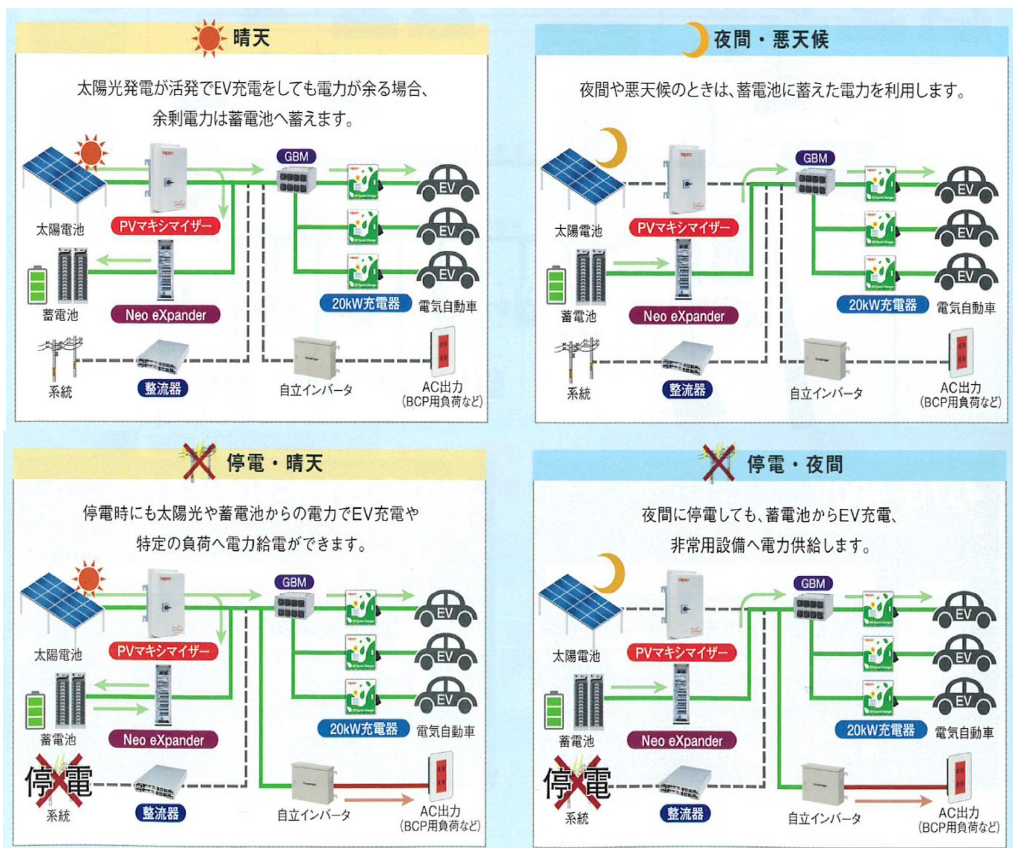 晴天
太陽光発電が活発でEV充電をしても電力が余る場合、
余剰電力は蓄電池へ蓄えます。
GBM
EV
太陽電池
PVマキシマイザー
EV
EV
蓄電池
Neo eXpander
20kW充電器
電気自動車
系統
整流器
自立インバータ
AC出力
(BCP用負荷など)
夜間・悪天候
夜間や悪天候のときは、蓄電池に蓄えた電力を利用します。
GBM
EV
太陽電池
PVマキシマイザー
EV
EV
蓄電池
Neo eXpander
20kW充電器
電気自動車
系統
整流器
自立インバータ
AC出力
(BCP用負荷など)
停電・晴天
停電時にも太陽光や蓄電池からの電力でEV充電や
特定の負荷へ電力給電ができます。
GBM
EV
太陽電池
PVマキシマイザー
EV
EV
蓄電池
Neo eXpander
20kW充電器
電気自動車
停電
系統
整流器
自立インバータ
AC出力
(BCP用負荷など)
停電・夜間
夜間に停電しても、蓄電池からEV充電、
非常用設備へ電力供給します。
GBM
EV
太陽電池
PVマキシマイザー
EV
EV
蓄電池
Neo eXpander
20kW充電器
電気自動車
停電
系統
整流器
自立インバータ
AC出力
(BCP用負荷など)